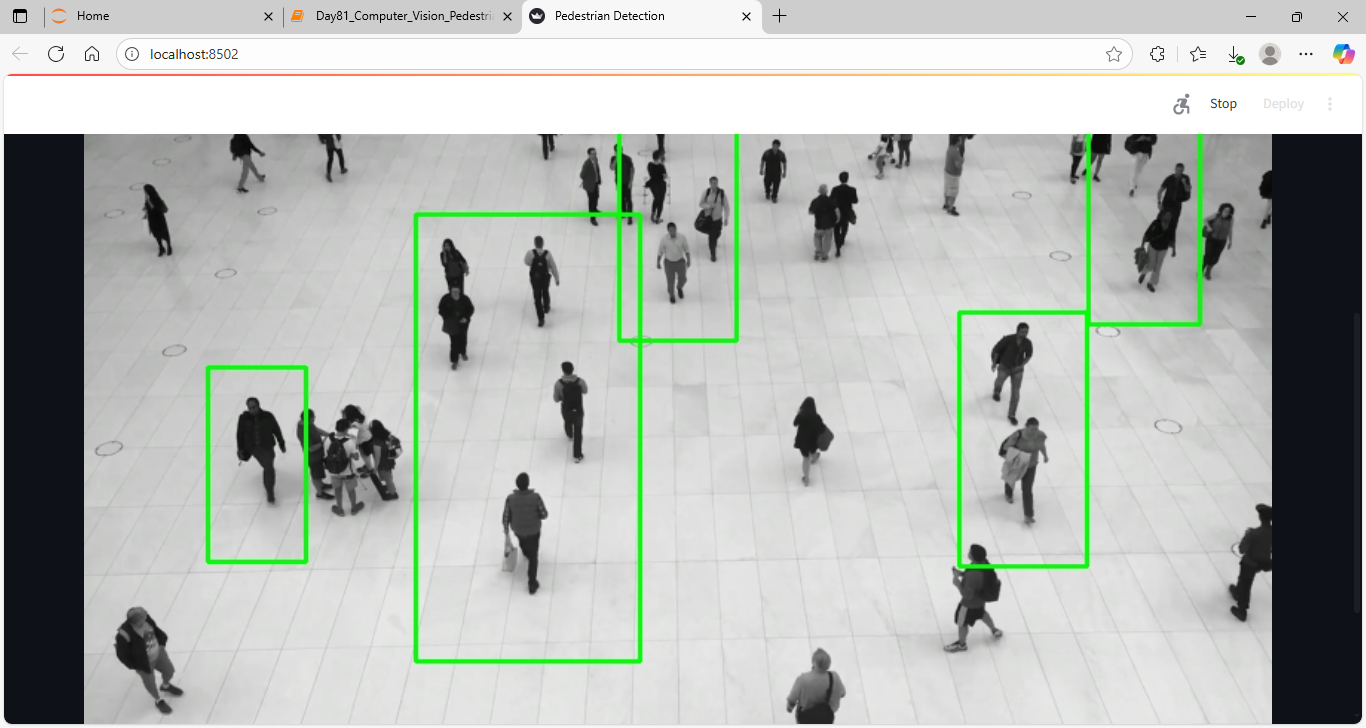 Home
Day81_Computer_Vision_Pedestri
Pedestrian Detection
localhost:8502
Stop
Deploy